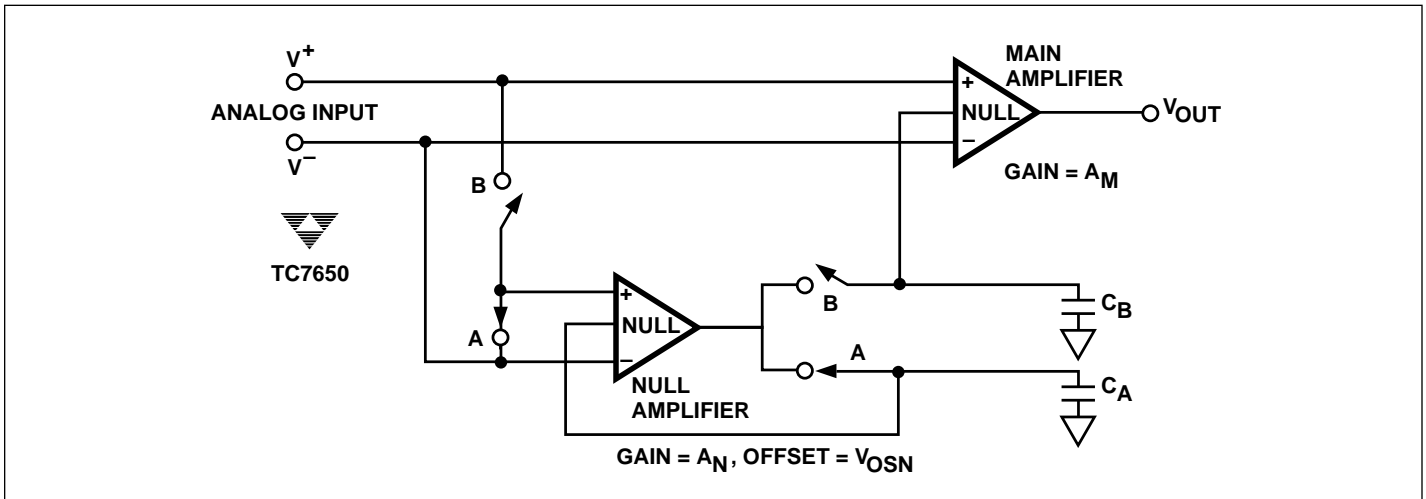 V+
ANALOG INPUT
V−
TC7650
B
A
+
NULL
−
NULL
AMPLIFIER
GAIN = AN, OFFSET = VOSN
MAIN
AMPLIFIER
+
NULL
−
VOUT
GAIN = AM
B
A
CB
CA